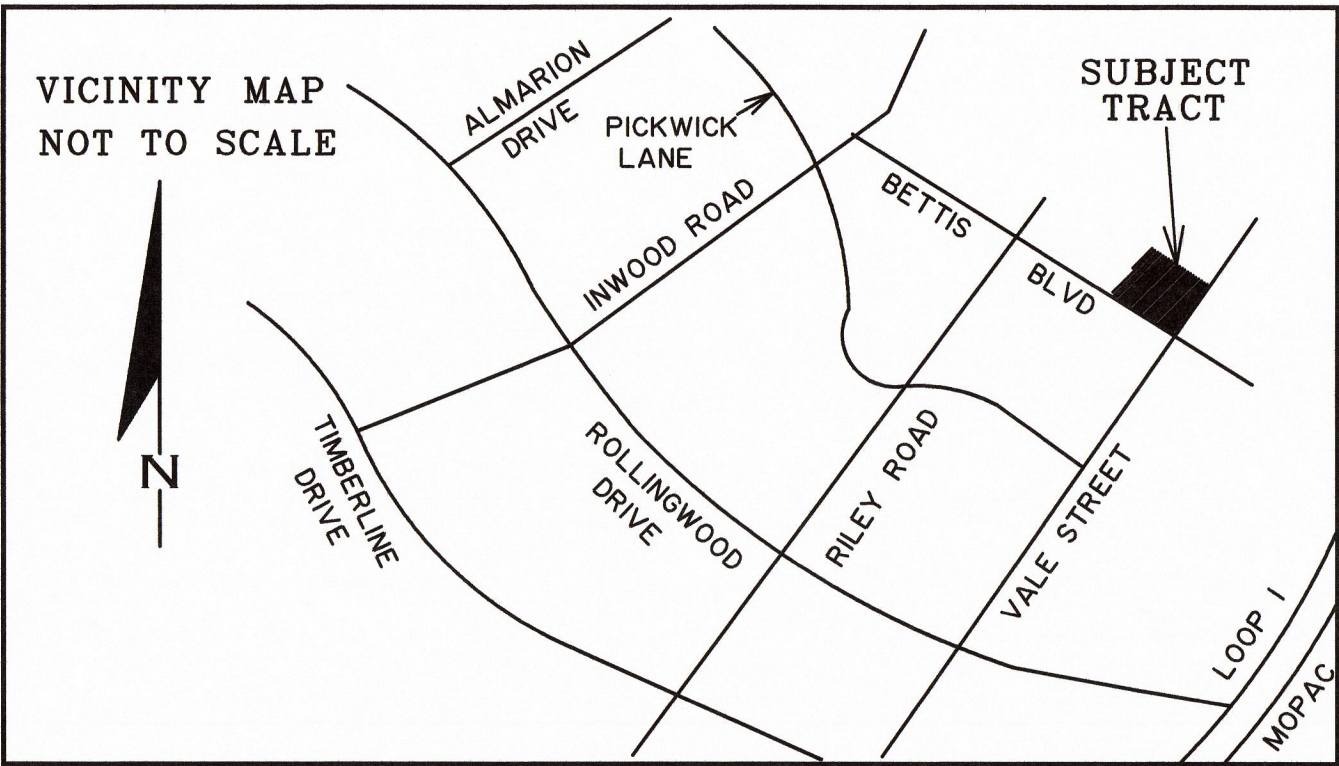 VICINITY MAP
NOT TO SCALE
ALMARION
DRIVE
PICKWICK
LANE
SUBJECT
TRACT
INWOOD ROAD
BETTIS
BLVD
N
TIMBERLINE
DRIVE
ROLLINGWOOD
DRIVE
RILEY ROAD
VALE STREET
LOOP 1
MOPAC